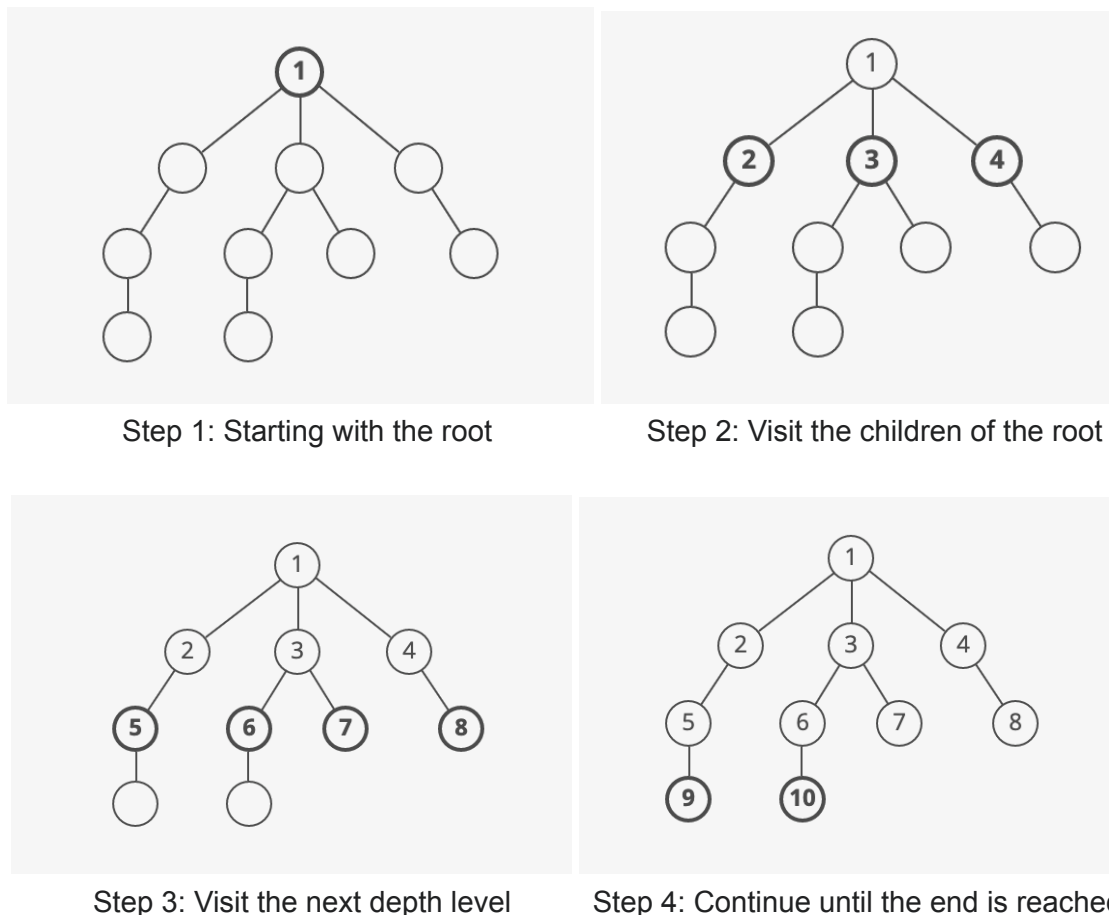 1
Step 1: Starting with the root
1
2 3 4
Step 2: Visit the children of the root
1
2 3 4
5 6 7 8
Step 3: Visit the next depth level
1
2 3 4
5 6 7 8
9 10
Step 4: Continue until the end is reached